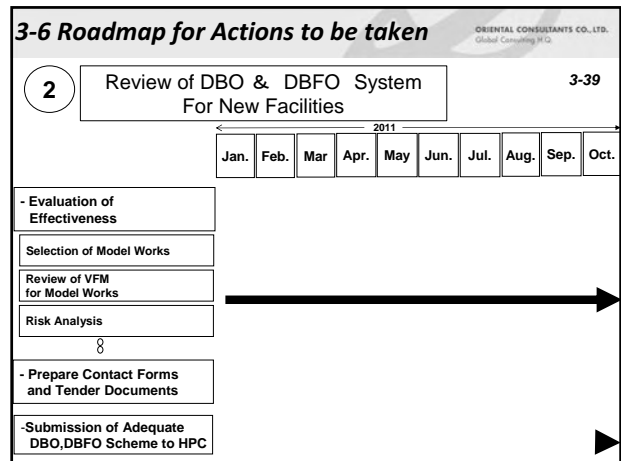 3-6 Roadmap for Actions to be taken
ORIENTAL CONSULTANTS CO., LTD.
Global Consulting H.Q.
2
Review of DBO & DBFO System
For New Facilities
3-39
2011
Jan. Feb. Mar Apr. May Jun. Jul. Aug. Sep. Oct.
- Evaluation of
Effectiveness
Selection of Model Works
Review of VFM
for Model Works
Risk Analysis
- Prepare Contact Forms
and Tender Documents
-Submission of Adequate
DBO,DBFO Scheme to HPC